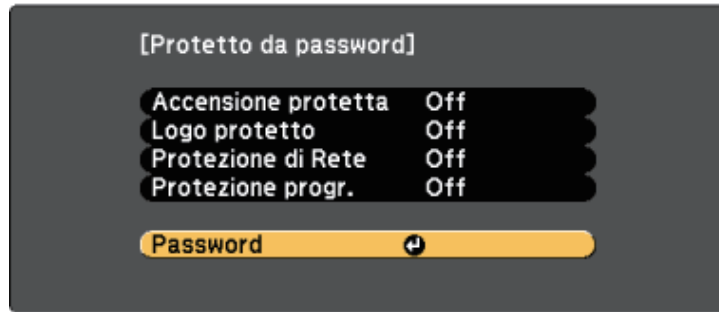 [Protetto da password]
Accensione protetta Off
Logo protetto Off
Protezione di Rete Off
Protezione progr. Off
Password